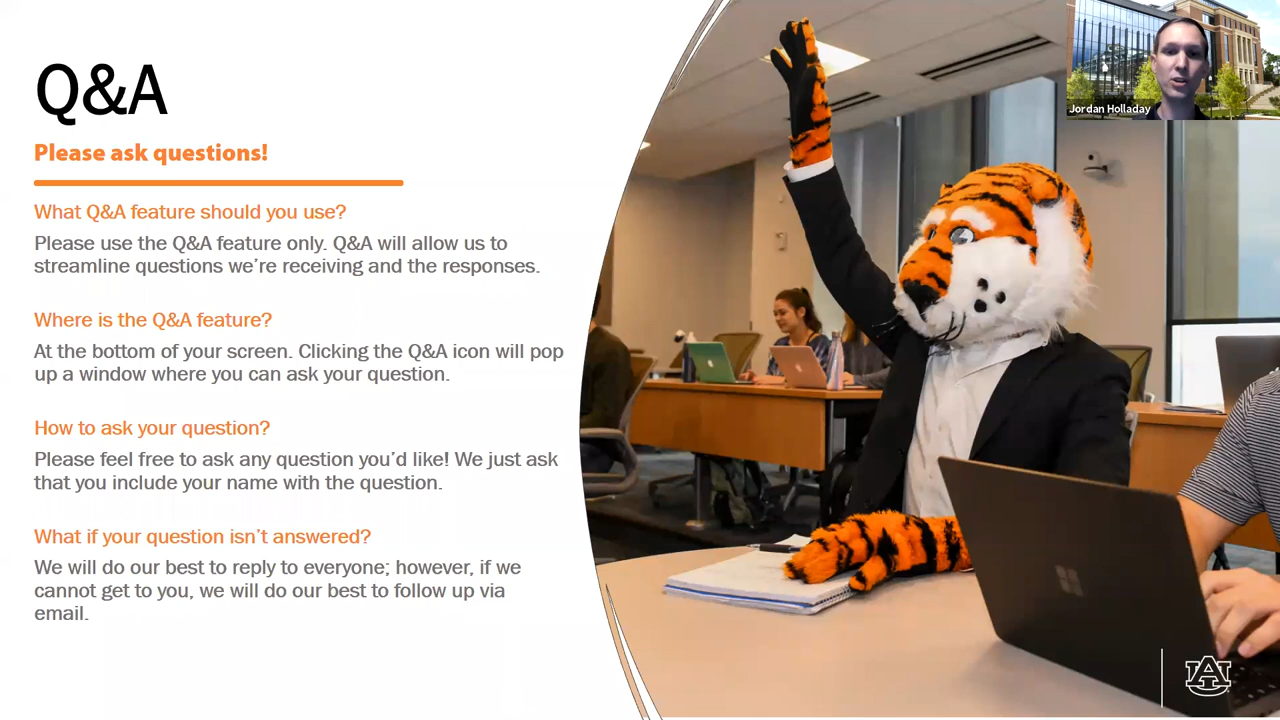 Q&A
Please ask questions!
What Q&A feature should you use?
Please use the Q&A feature only. Q&A will allow us to
streamline questions we're receiving and the responses.
Where is the Q&A feature?
At the bottom of your screen. Clicking the Q&A icon will pop
up a window where you can ask your question.
How to ask your question?
Please feel free to ask any question you'd like! We just ask
that you include your name with the question.
What if your question isn't answered?
We will do our best to reply to everyone; however, if we
cannot get to you, we will do our best to follow up via
email.
Jordan Holladay
AU